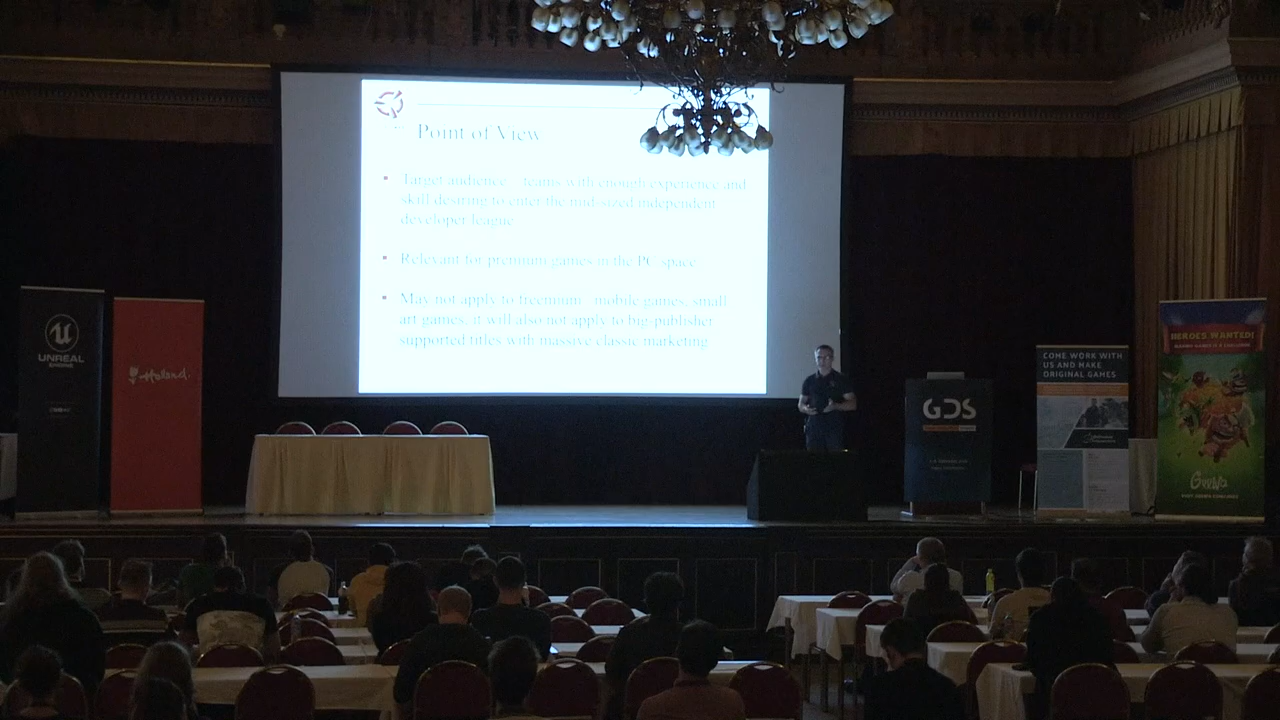 Point of View
Target audience – teams with enough experience and
skill desiring to enter the mid-sized independent
developer league
Relevant for premium games in the PC space
May not apply to freemium, mobile games, small
art games, it will also not apply to big-publisher
supported titles with massive classic marketing
UNREAL
ENGINE
Holland.
GDS
COME WORK WITH
US AND MAKE
ORIGINAL GAMES
HEROES WANTED!
Geewa